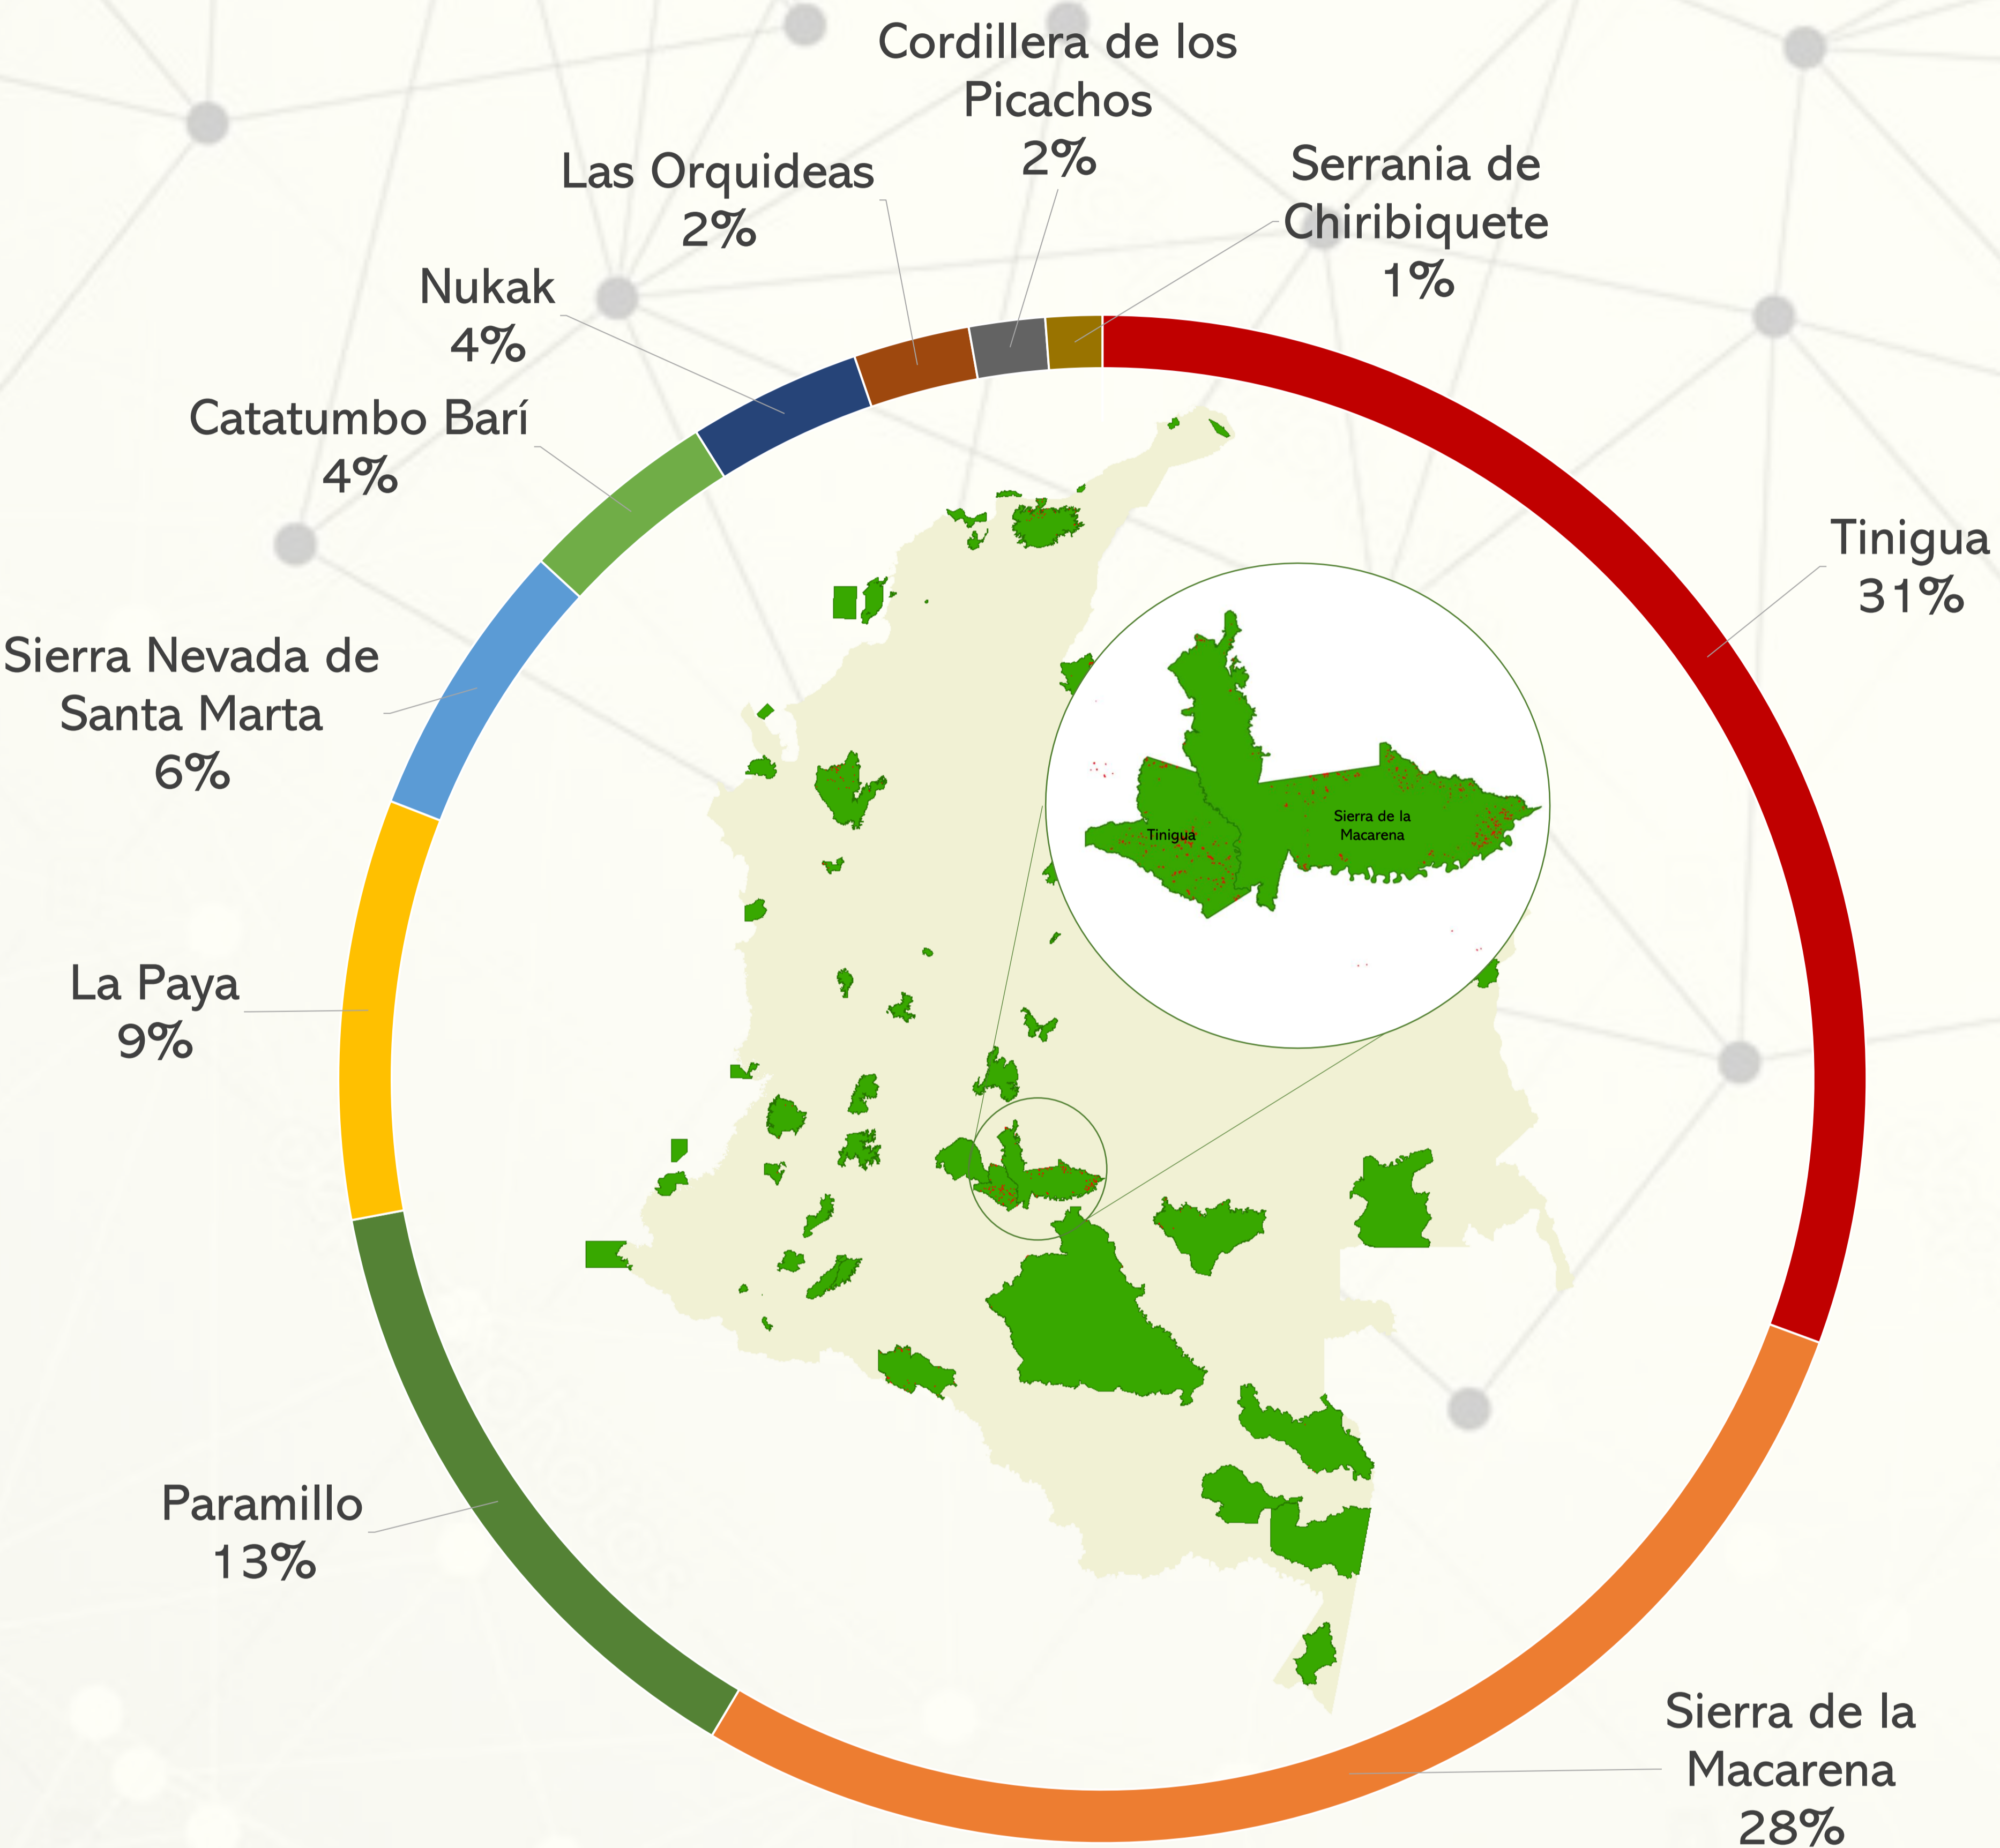 Cordillera de los
Picachos
2%
Las Orquideas
2%
Serrania de
Chiribiquete
1%
Nukak
4%
Catatumbo Barí
4%
Tinigua
31%
Sierra Nevada de
Santa Marta
6%
Tinigua
Sierra de la
Macarena
La Paya
9%
Paramillo
13%
Sierra de la
Macarena
28%